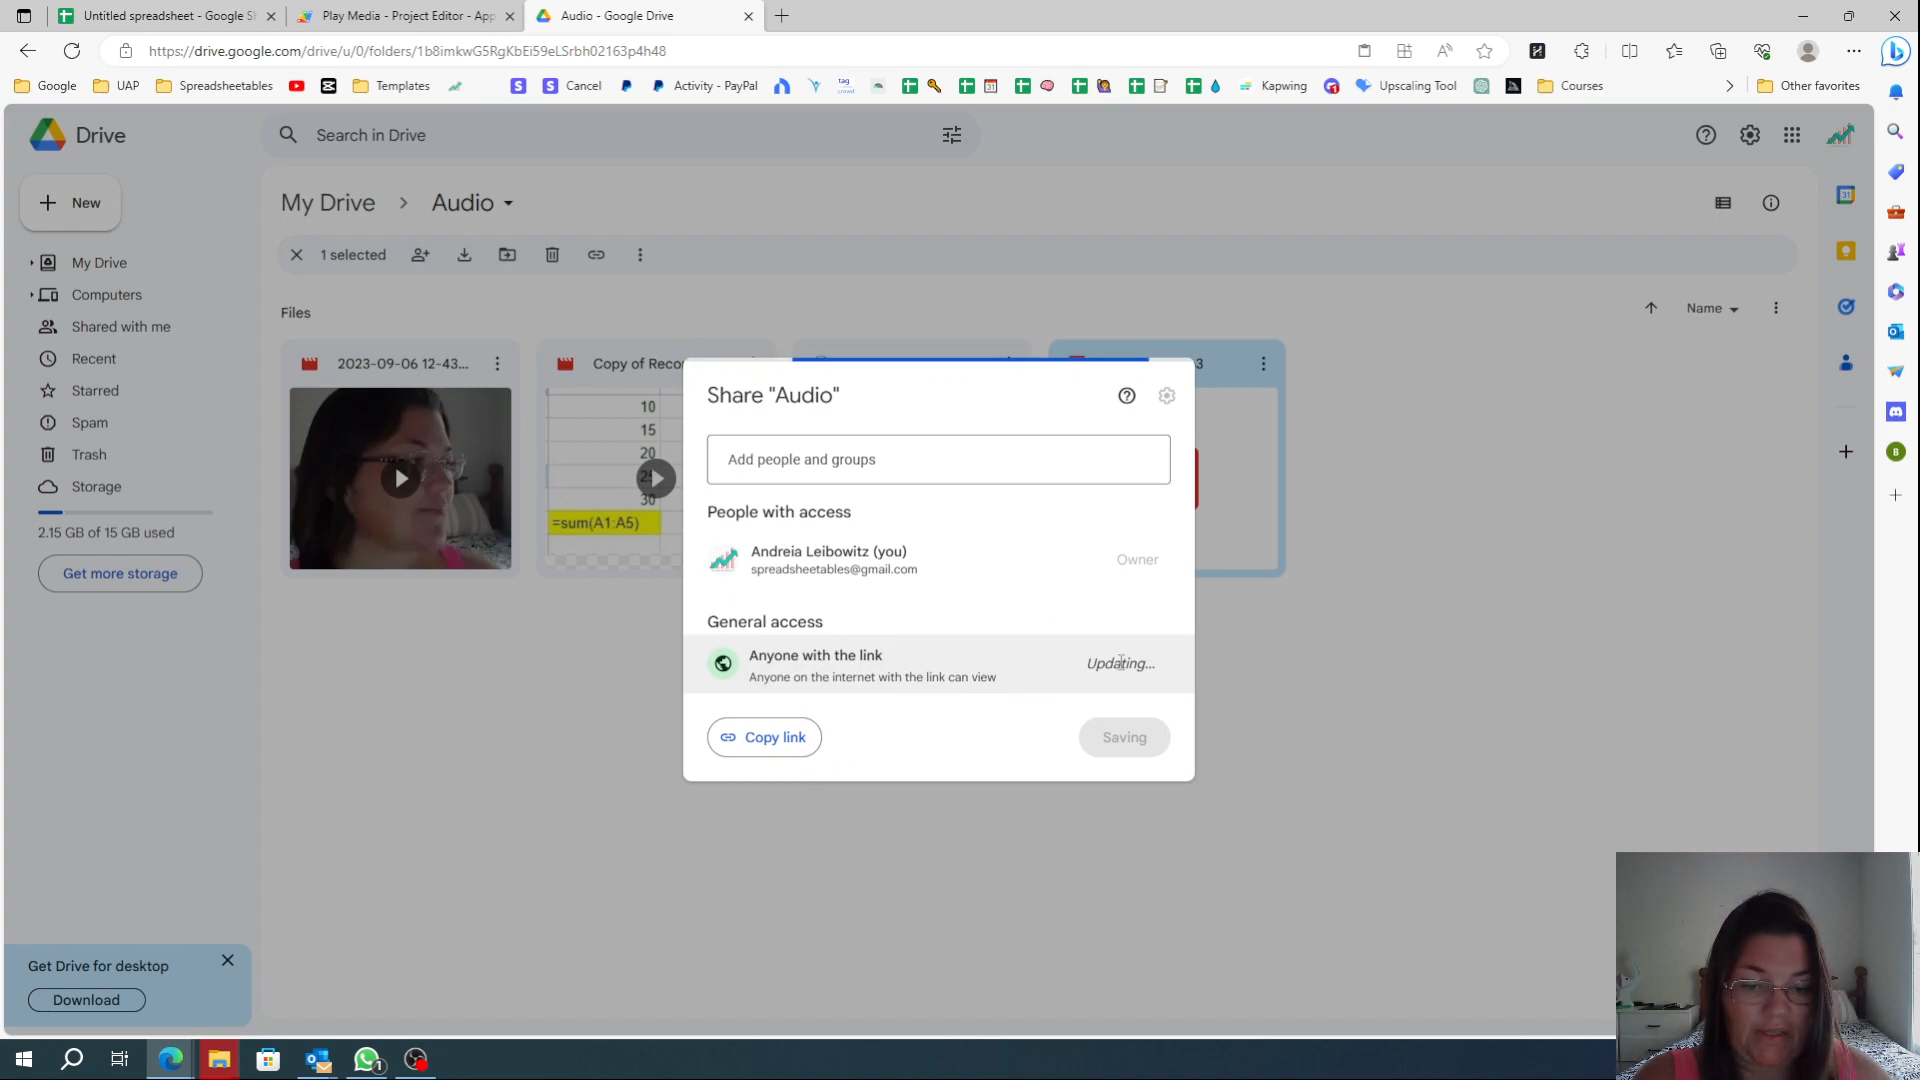 Untitled spreadsheet - Google Sh
Play Media - Project Editor - App
Audio - Google Drive
https://drive.google.com/drive/u/0/folders/1b8imkwG5RgKbEi59eLSrbh02163p4h48
Google
UAP
Spreadsheetables
Templates
Cancel
Activity - PayPal
tag
crowd
Kapwing
Upscaling Tool
Courses
Other favorites
Drive
Search in Drive
New
My Drive
Audio
1 selected
My Drive
Computers
Shared with me
Recent
Starred
Spam
Trash
Storage
2.15 GB of 15 GB used
Get more storage
Files
Name
2023-09-06 12-43...
Copy of Reco
3
10
15
20
25
30
=sum(A1:A5)
Share "Audio"
Add people and groups
People with access
Andreia Leibowitz (you)
spreadsheetables@gmail.com
Owner
General access
Anyone with the link
Anyone on the internet with the link can view
Updating...
Copy link
Saving
Get Drive for desktop
Download
31
B
1